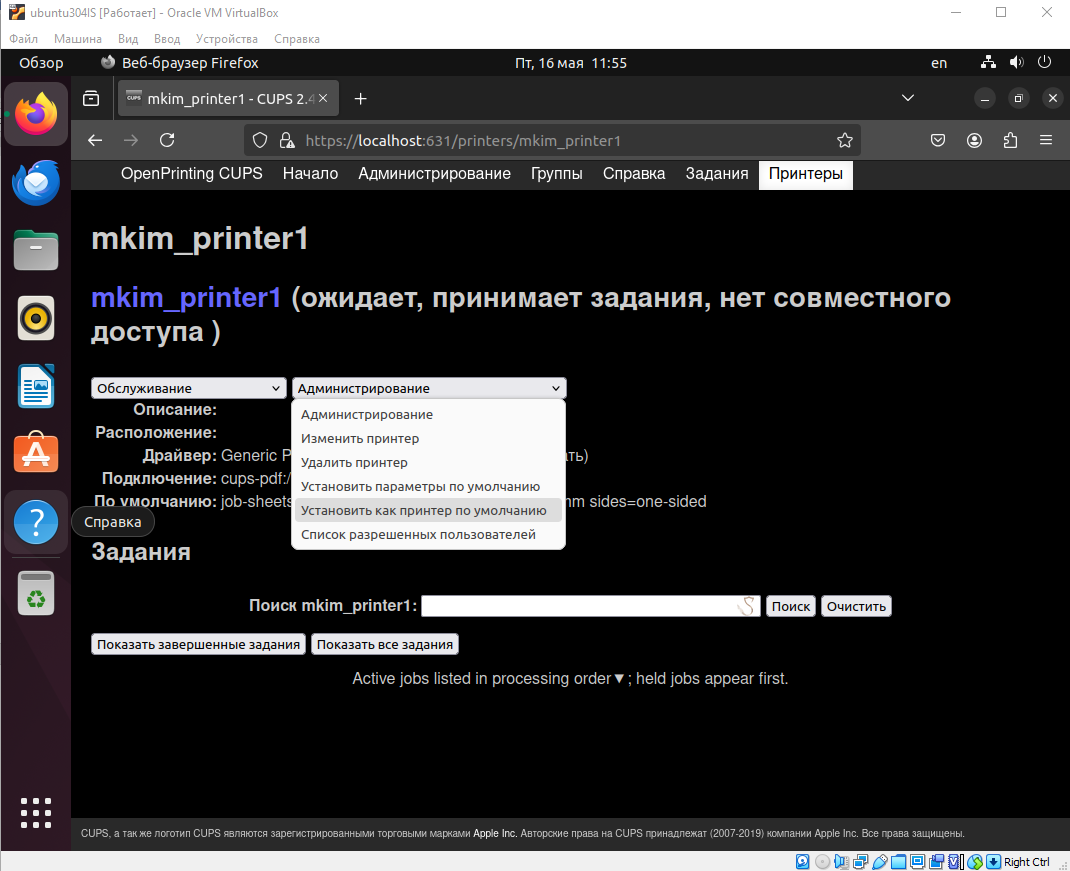 ubuntu304IS [Работает] - Oracle VM VirtualBox
Файл Машина Вид Ввод Устройства Справка
Обзор Веб-браузер Firefox Пт, 16 мая 11:55 en
CUPS mkim_printer1 - CUPS 2.4
https://localhost:631/printers/mkim_printer1
OpenPrinting CUPS Начало Администрирование Группы Справка Задания Принтеры
mkim_printer1
mkim_printer1 (ожидает, принимает задания, нет совместного
доступа )
Обслуживание Администрирование
Описание: Администрирование
Расположение: Изменить принтер
Драйвер: Generic P Удалить принтер ть)
Подключение: cups-pdf:/ Установить параметры по умолчанию
По умолчанию: job-sheets Установить как принтер по умолчанию m sides=one-sided
Справка Список разрешенных пользователей
Задания
Поиск mkim_printer1: Поиск Очистить
Показать завершенные задания Показать все задания
Active jobs listed in processing order▼; held jobs appear first.
CUPS, а так же логотип CUPS являются зарегистрированными торговыми марками Apple Inc. Авторские права на CUPS принадлежат (2007-2019) компании Apple Inc. Все права защищены.
Right Ctrl